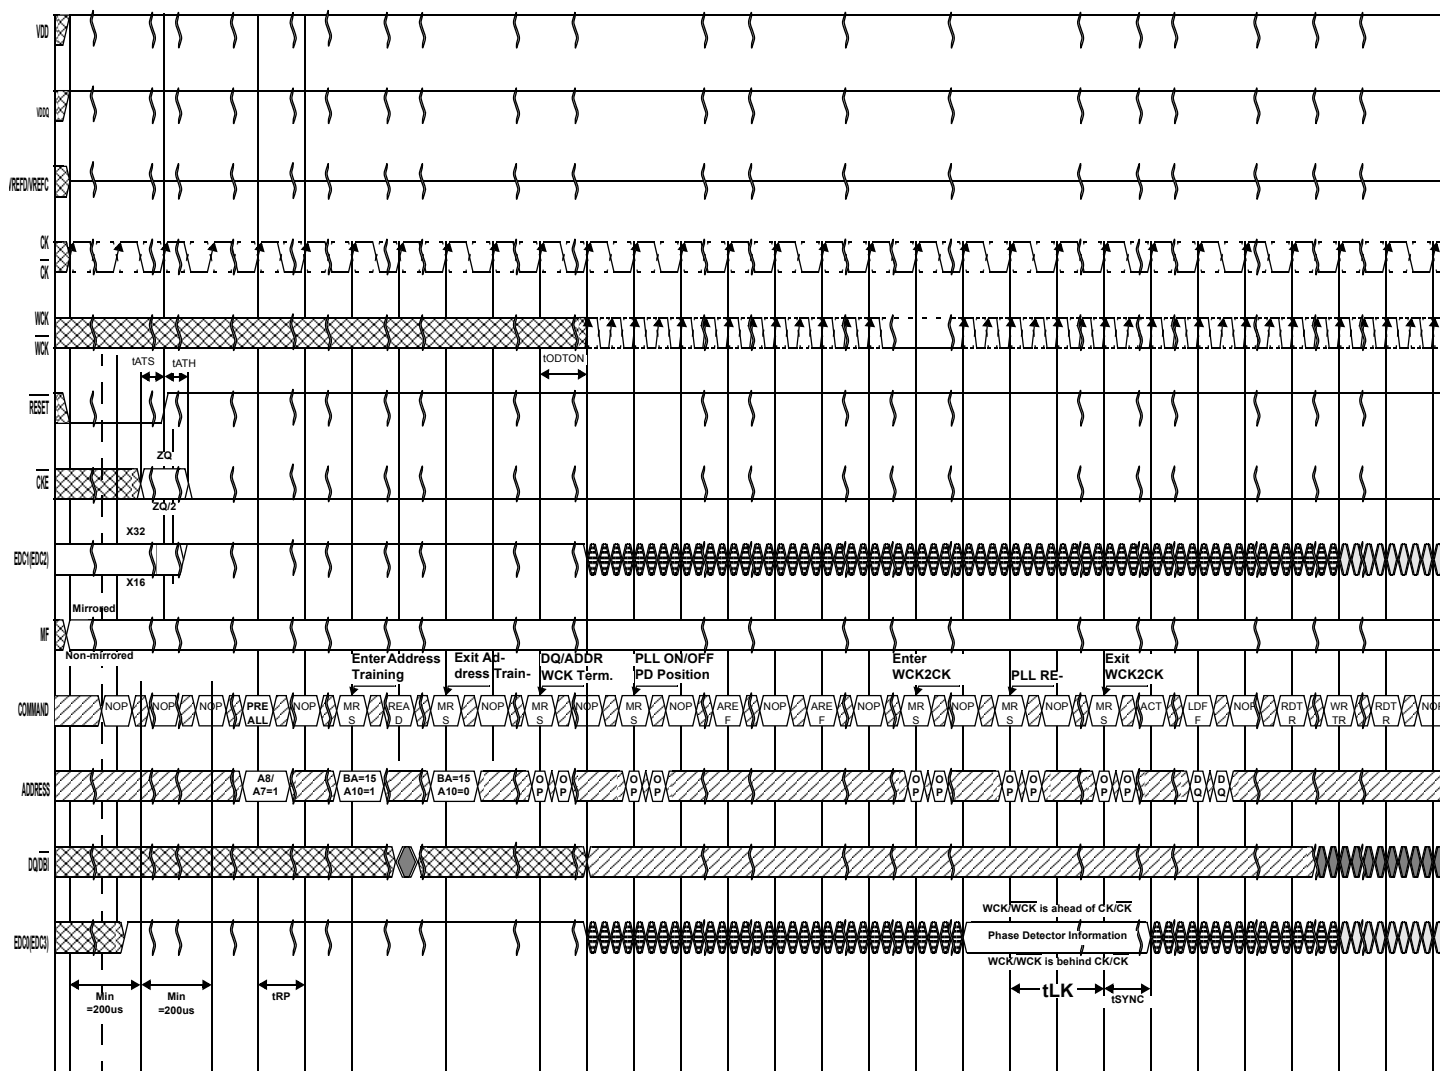 VDD
VDDQ
/REFD/VREFC
CK
CK
WCK
WCK
tATS
tATH
tODTON
RESET
ZQ
CKE
ZQ/2
X32
EDC1(EDC2)
X16
Mirrored
MF
Non-mirrored
Enter Address
Training
Exit Ad-
dress Train-
DQ/ADDR
WCK Term.
PLL ON/OFF
PD Position
Enter
WCK2CK
PLL RE-
Exit
WCK2CK
COMMAND
NOP
NOP
NOP
PRE
ALL
NOP
MR
S
REA
D
MR
S
NOP
MR
S
NOP
MR
S
NOP
ARE
F
NOP
ARE
F
NOP
MR
S
NOP
MR
S
NOP
MR
S
ACT
LDF
F
NOP
RDT
R
WR
TR
RDT
R
NOP
ADDRESS
A8/
A7=1
BA=15
A10=1
BA=15
A10=0
O
P
O
P
O
P
O
P
O
P
O
P
O
P
O
P
O
P
O
P
D
Q
D
Q
DQ/DBI
WCK/WCK is ahead of CK/CK
EDC0(EDC3)
Phase Detector Information
WCK/WCK is behind CK/CK
Min
=200us
Min
=200us
tRP
tLK
tSYNC